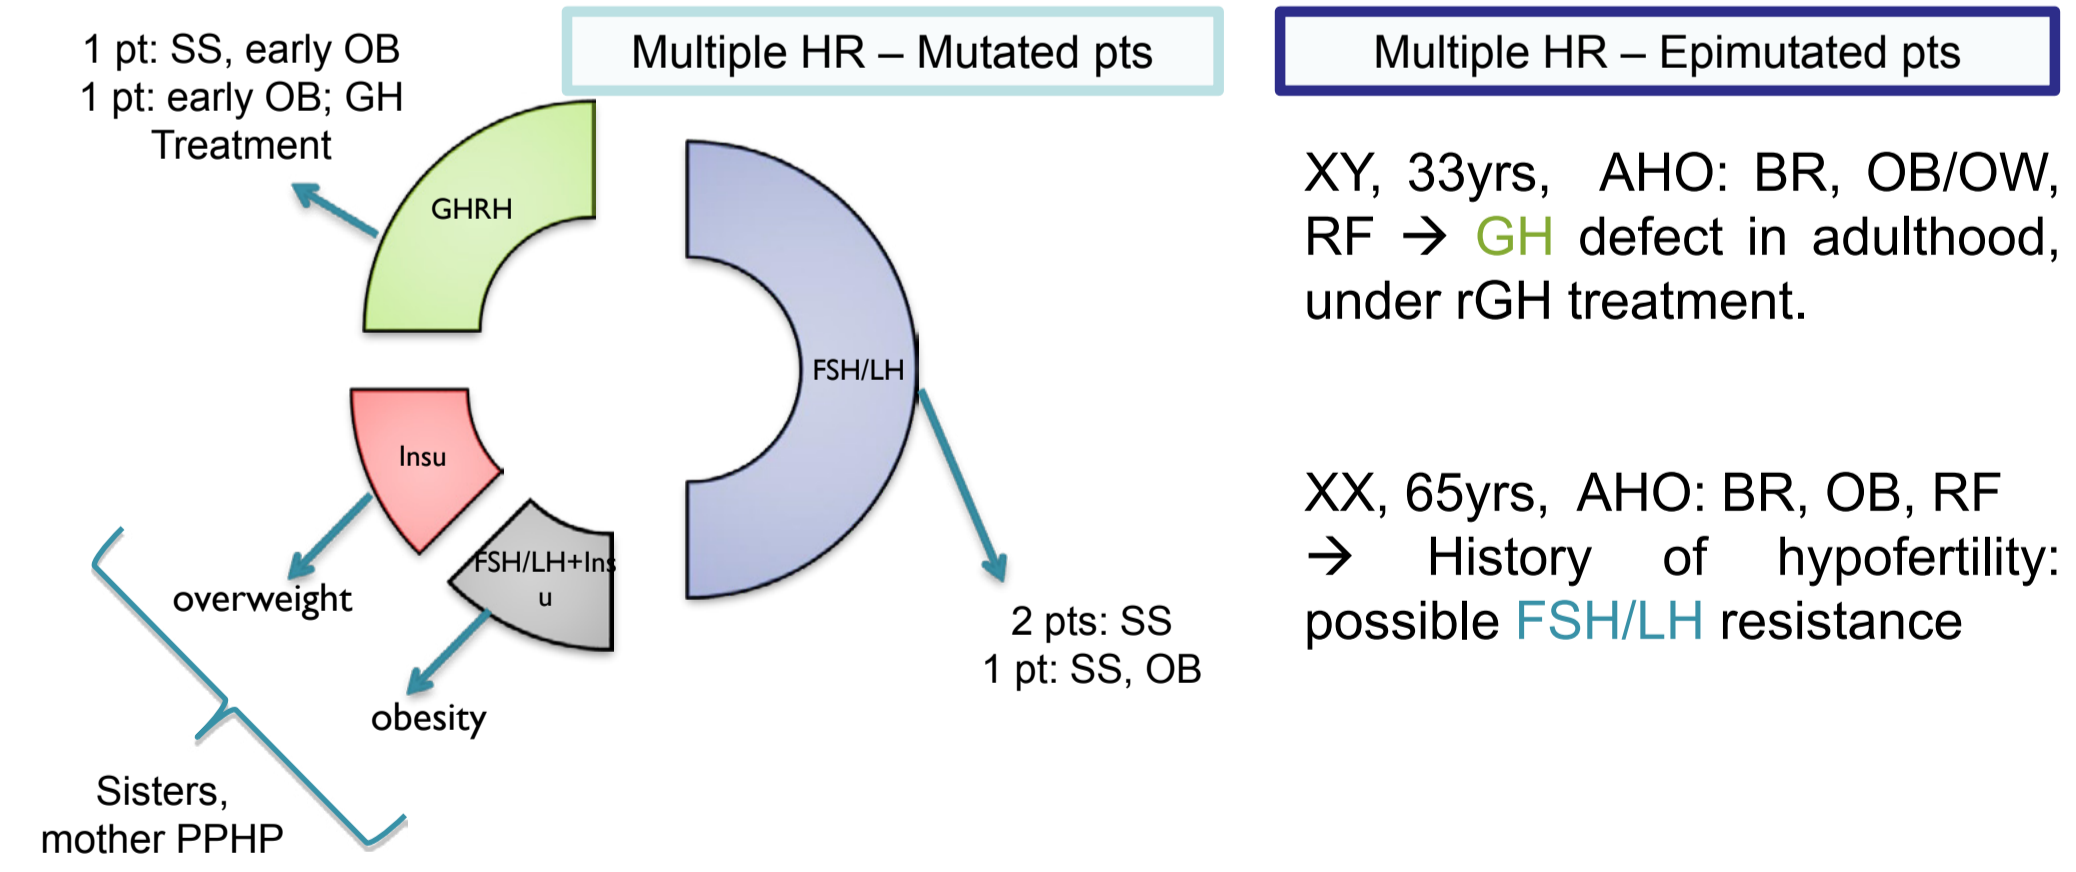 1 pt: SS, early OB
1 pt: early OB; GH
Treatment
Multiple HR – Mutated pts
GHRH
FSH/LH
Insu
FSH/LH+Ins
u
overweight
obesity
2 pts: SS
1 pt: SS, OB
Sisters,
mother PPHP
Multiple HR – Epimutated pts
XY, 33yrs, AHO: BR, OB/OW,
RF → GH defect in adulthood,
under rGH treatment.
XX, 65yrs, AHO: BR, OB, RF
→ History of hypofertility:
possible FSH/LH resistance